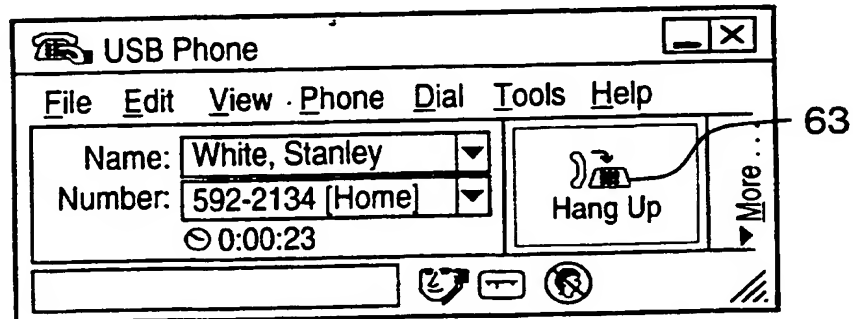 USB Phone
File Edit View Phone Dial Tools Help
Name: White, Stanley
Number: 592-2134 [Home]
0:00:23
Hang Up
More...
63